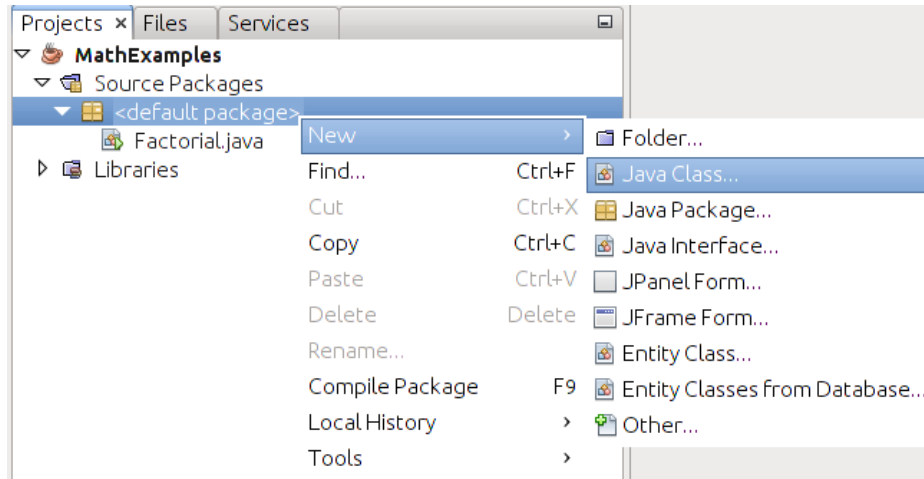 Projects Files Services
MathExamples
Source Packages
<default package>
Factorial.java
Libraries
New
Find... Ctrl+F
Cut Ctrl+X
Copy Ctrl+C
Paste Ctrl+V
Delete Delete
Rename...
Compile Package F9
Local History
Tools
Folder...
Java Class...
Java Package...
Java Interface...
JPanel Form...
JFrame Form...
Entity Class...
Entity Classes from Database...
Other...